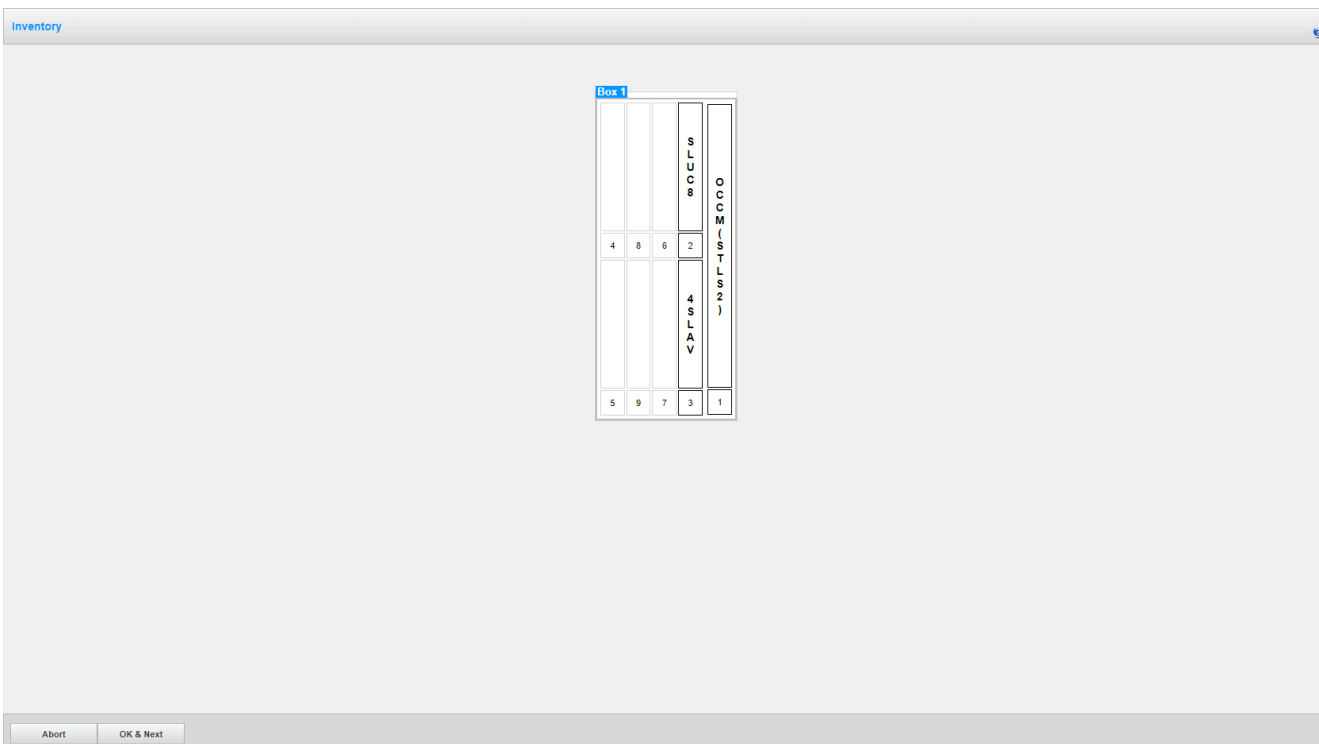 Inventory
Box 1
SLUC8
OCCM(STLS2)
4 8 6 2
4SLAV
5 9 7 3 1
Abort OK & Next